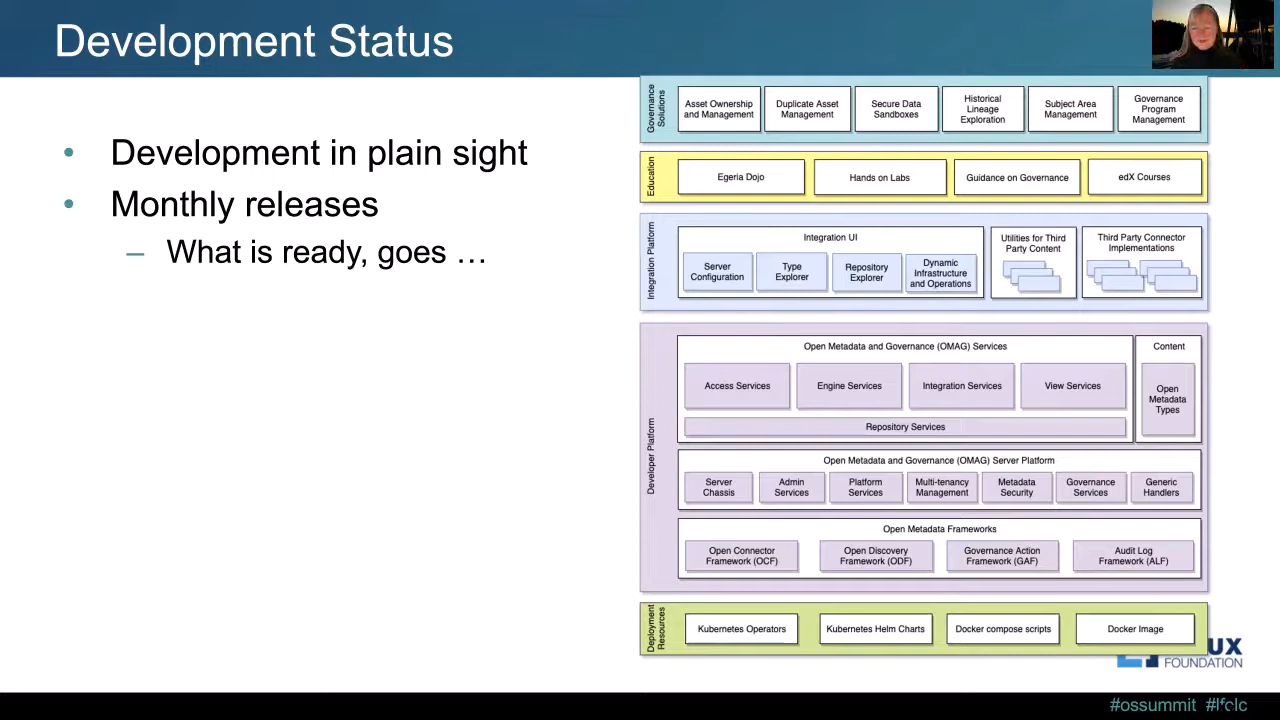 Development Status
• Development in plain sight
• Monthly releases
– What is ready, goes …
Governance
Solutions
Asset Ownership
and Management
Duplicate Asset
Management
Secure Data
Sandboxes
Historical
Lineage
Exploration
Subject Area
Management
Governance
Program
Management
Education
Egeria Dojo
Hands on Labs
Guidance on Governance
edX Courses
Integration Platform
Integration UI
Server
Configuration
Type
Explorer
Repository
Explorer
Dynamic
Infrastructure
and Operations
Utilities for Third
Party Content
Third Party Connector
Implementations
Developer Platform
Open Metadata and Governance (OMAG) Services
Access Services
Engine Services
Integration Services
View Services
Repository Services
Content
Open
Metadata
Types
Open Metadata and Governance (OMAG) Server Platform
Server
Chassis
Admin
Services
Platform
Services
Multi-tenancy
Management
Metadata
Security
Governance
Services
Generic
Handlers
Open Metadata Frameworks
Open Connector
Framework (OCF)
Open Discovery
Framework (ODF)
Governance Action
Framework (GAF)
Audit Log
Framework (ALF)
Deployment
Resources
Kubernetes Operators
Kubernetes Helm Charts
Docker compose scripts
Docker Image
UX
FOUNDATION
#ossummit